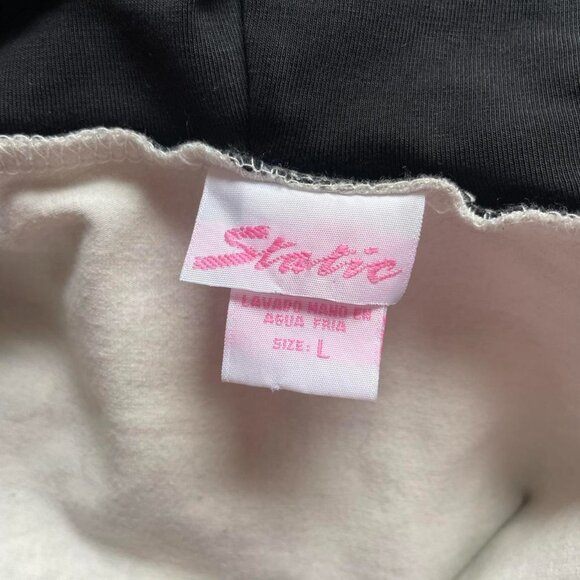 Static
LAVADO MANO EN
AGUA FRIA
SIZE: L